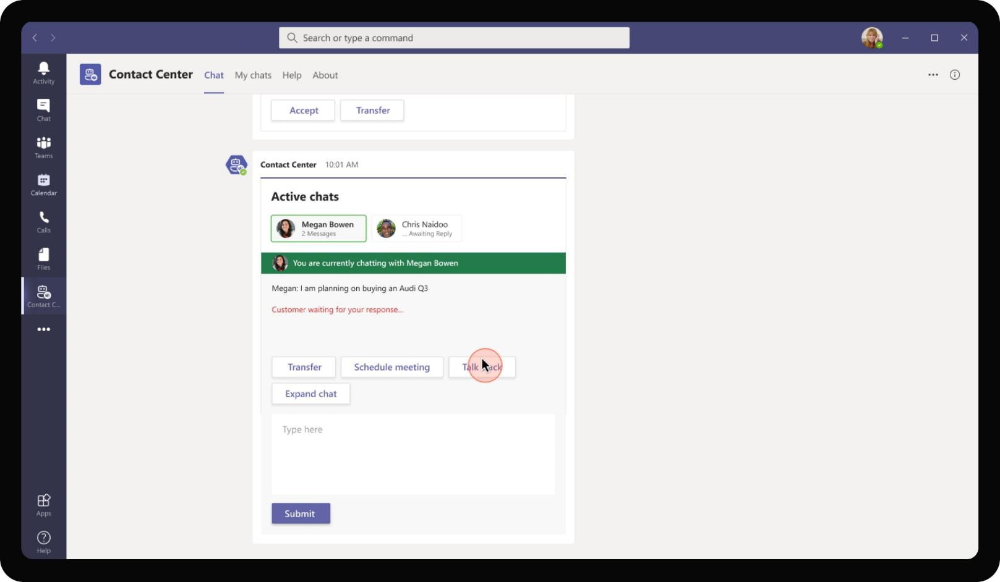 Search or type a command
Activity
Chat
Teams
Calendar
Calls
Files
Contact C...
Apps
Help
Contact Center
Chat
My chats
Help
About
Accept
Transfer
Contact Center 10:01 AM
Active chats
Megan Bowen
2 Messages
Chris Naidoo
... Awaiting Reply
You are currently chatting with Megan Bowen
Megan: I am planning on buying an Audi Q3
Customer waiting for your response...
Transfer
Schedule meeting
Talk
Expand chat
Type here
Submit